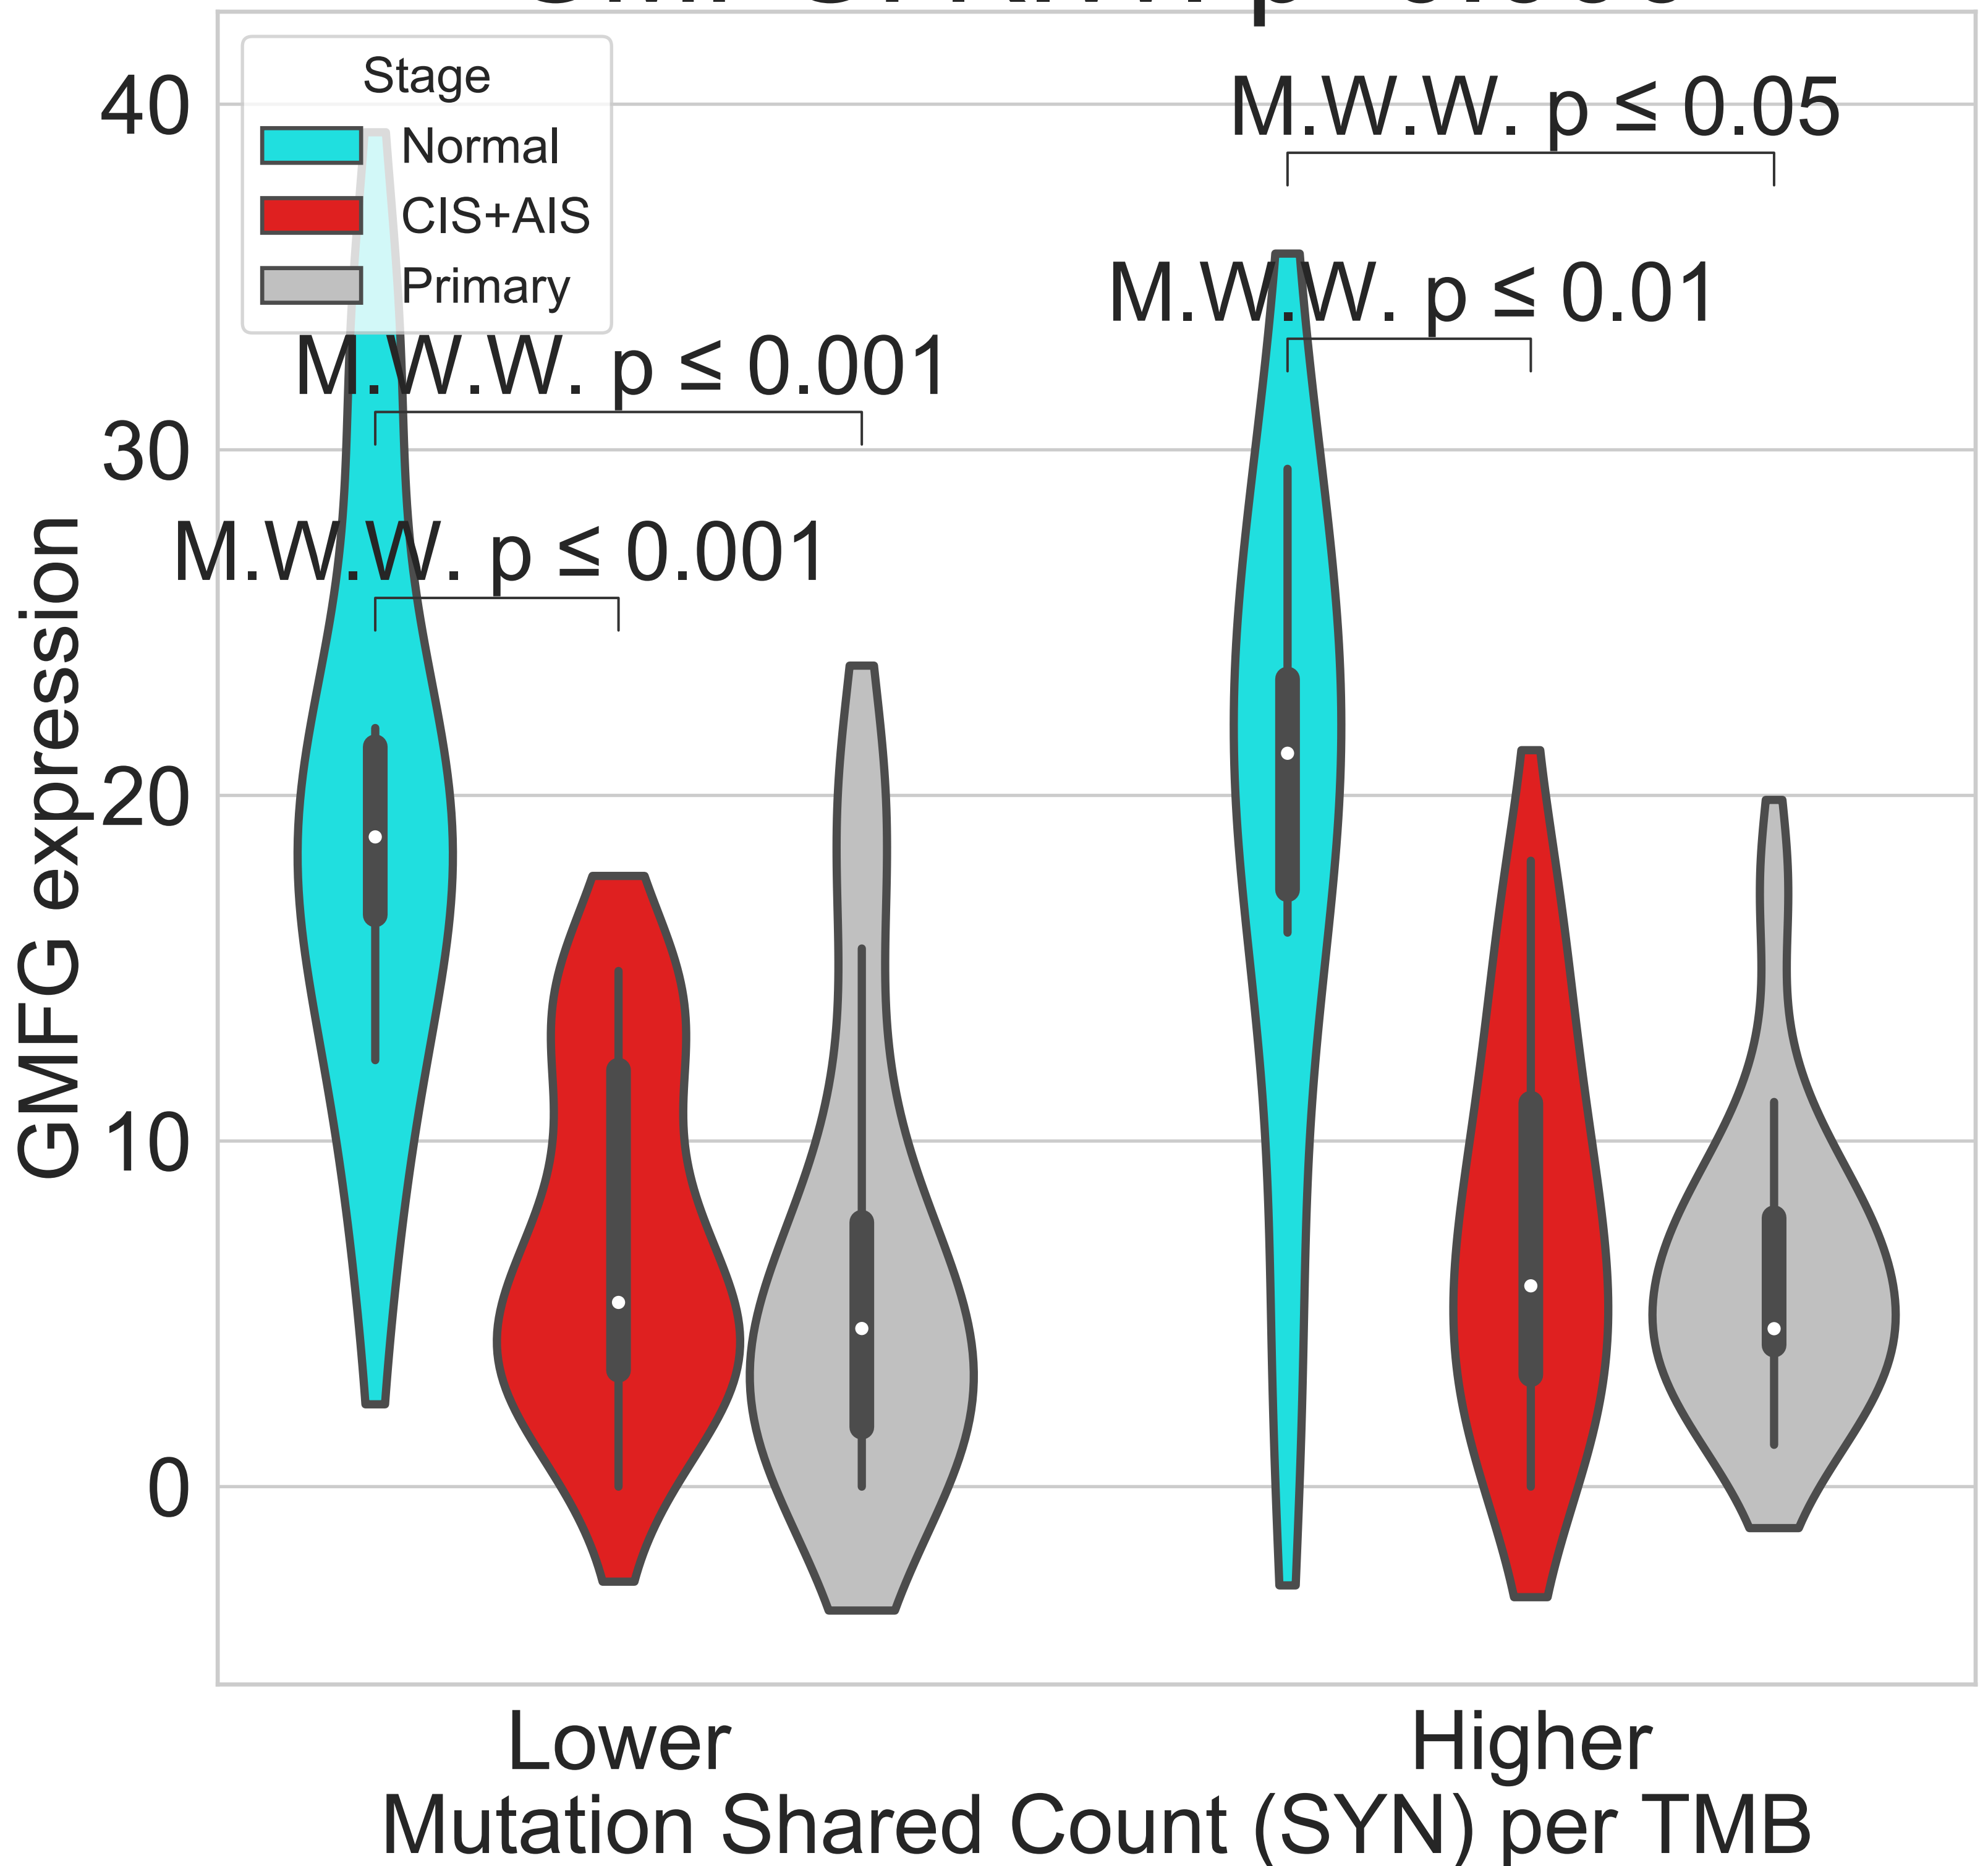 Stage
Normal
CIS+AIS
Primary
M.W.W. p ≤ 0.05
M.W.W. p ≤ 0.01
M.W.W. p ≤ 0.001
M.W.W. p ≤ 0.001
GMFG expression
40
30
20
10
0
Lower
Higher
Mutation Shared Count (SYN) per TMB